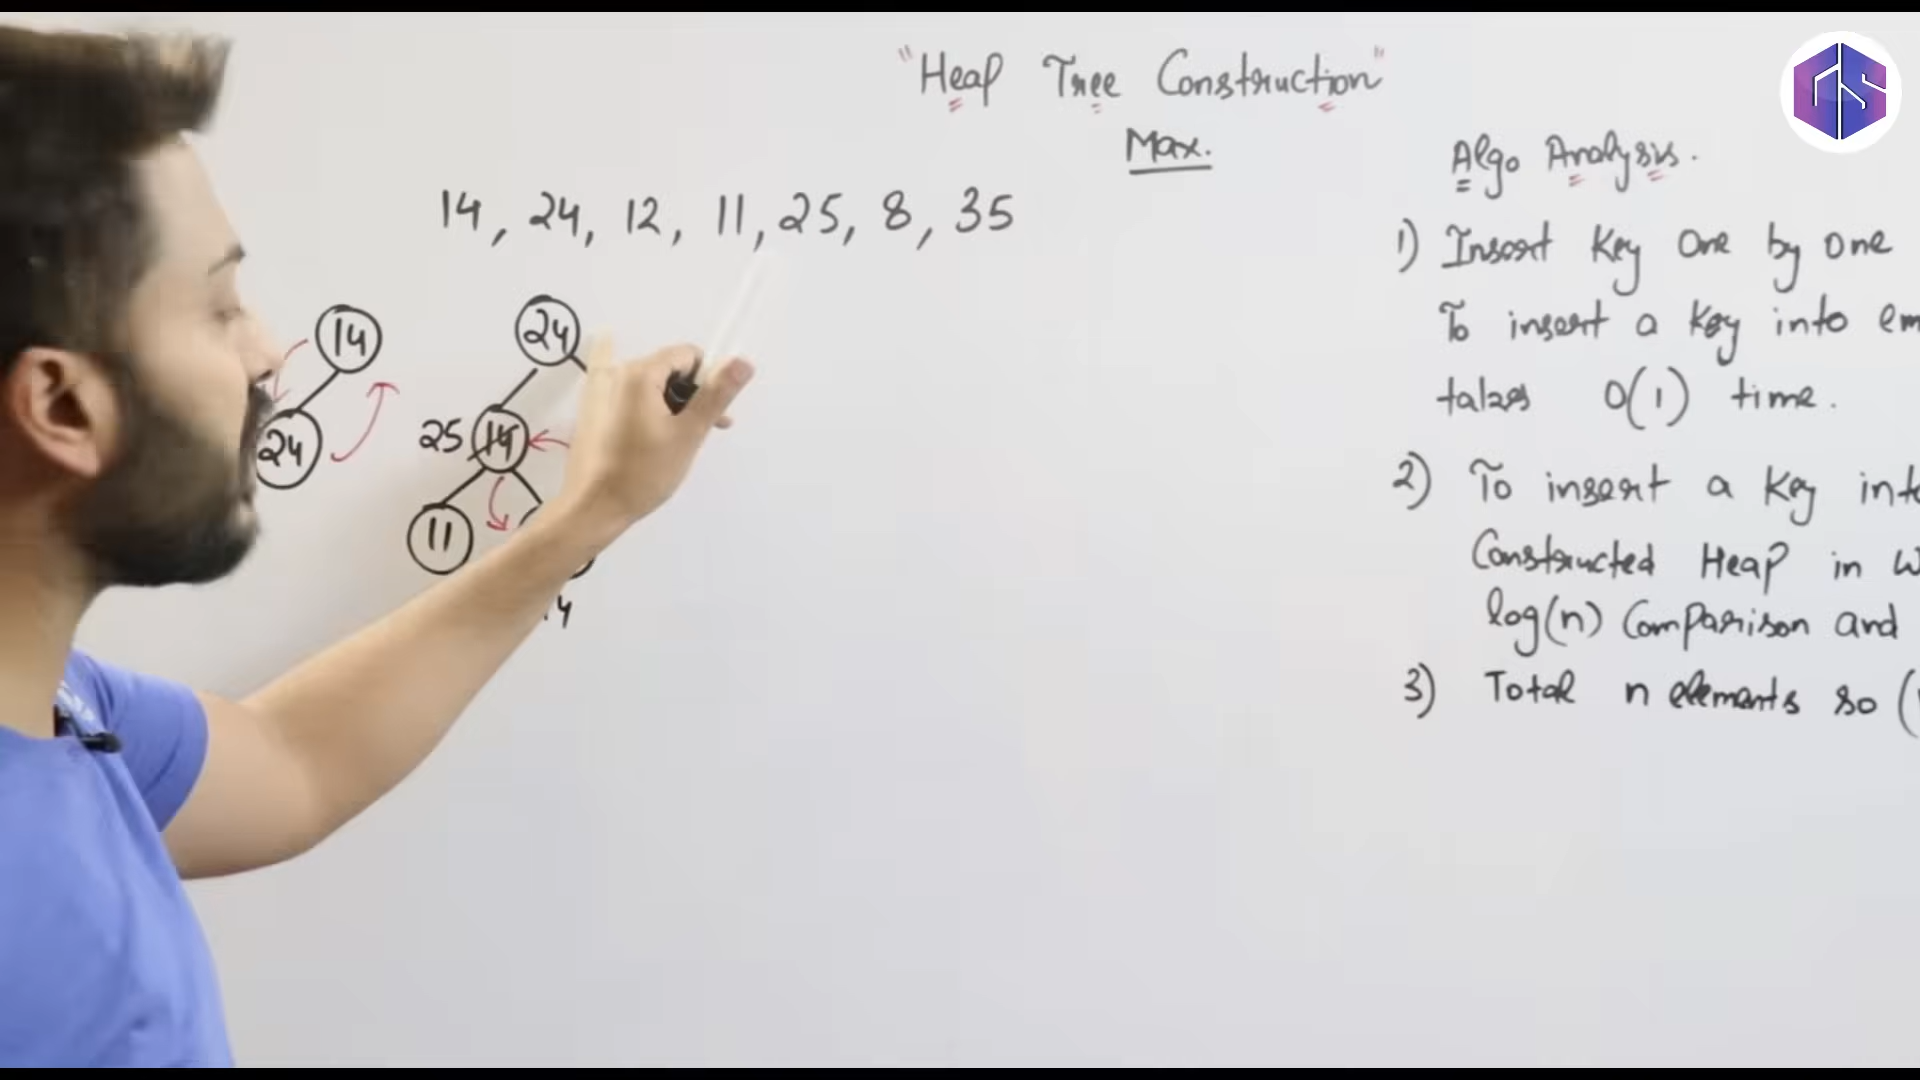 "Heap Tree Construction"
Max.
14, 24, 12, 11, 25, 8, 35
14
24
24
25 14
11
14
Algo Analysis.
1) Insert Key One by one
To insert a Key into em
takes O(1) time.
2) To insert a Key into
Constructed Heap in W
log(n) Comparison and
3) Total n elements so (